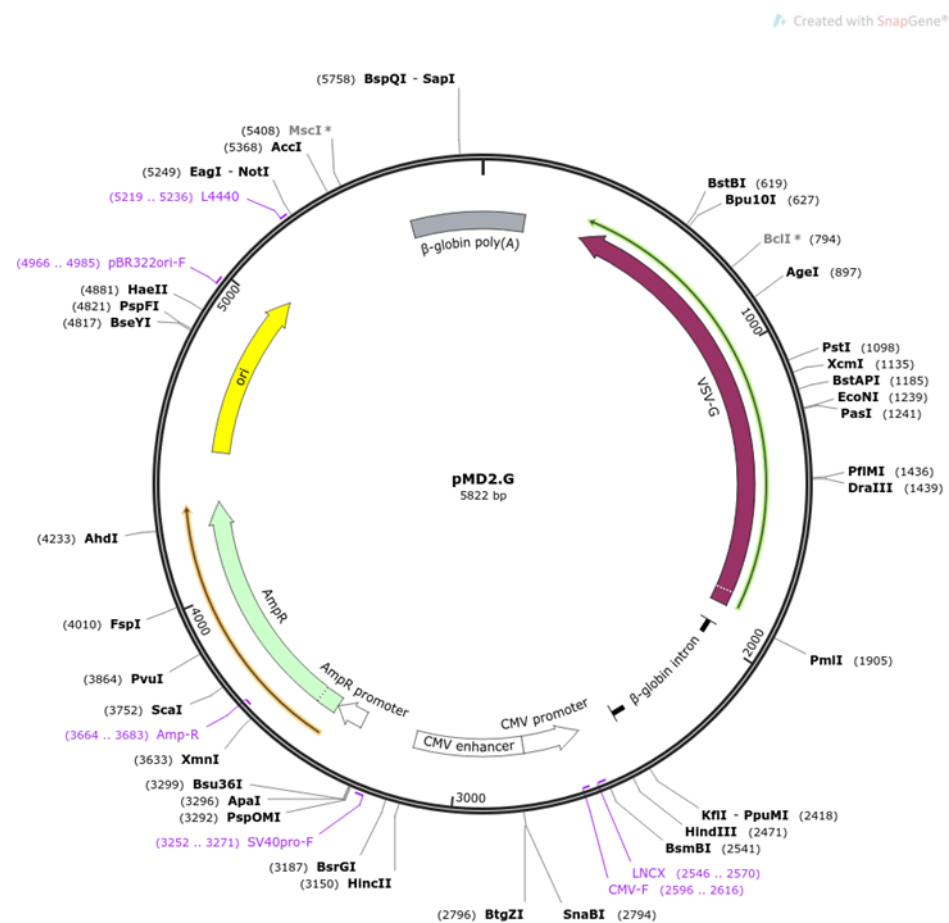 Created with SnapGene®
(5758) BspQI - SapI
(5408) MscI *
(5368) AccI
(5249) EagI - NotI
(5219 .. 5236) L4440
(4966 .. 4985) pBR322ori-F
(4881) HaeII
(4821) PspFI
(4817) BseYI
5000
BstBI (619)
Bpu10I (627)
BclI * (794)
AgeI (897)
1000
PstI (1098)
XcmI (1135)
BstAPI (1185)
EcoNI (1239)
PasI (1241)
PflMI (1436)
DraIII (1439)
β-globin poly(A)
VSV-G
ori
pMD2.G
5822 bp
(4233) AhdI
(4010) FspI
4000
(3864) PvuI
(3752) ScaI
(3664 .. 3683) Amp-R
(3633) XmnI
AmpR
AmpR promoter
CMV enhancer
CMV promoter
β-globin intron
2000
PmlI (1905)
(3299) Bsu36I
(3296) ApaI
(3292) PspOMI
(3252 .. 3271) SV40pro-F
(3187) BsrGI
(3150) HincII
3000
KflI - PpuMI (2418)
HindIII (2471)
BsmBI (2541)
LNCX (2546 .. 2570)
CMV-F (2596 .. 2616)
(2796) BtgZI
SnaBI (2794)